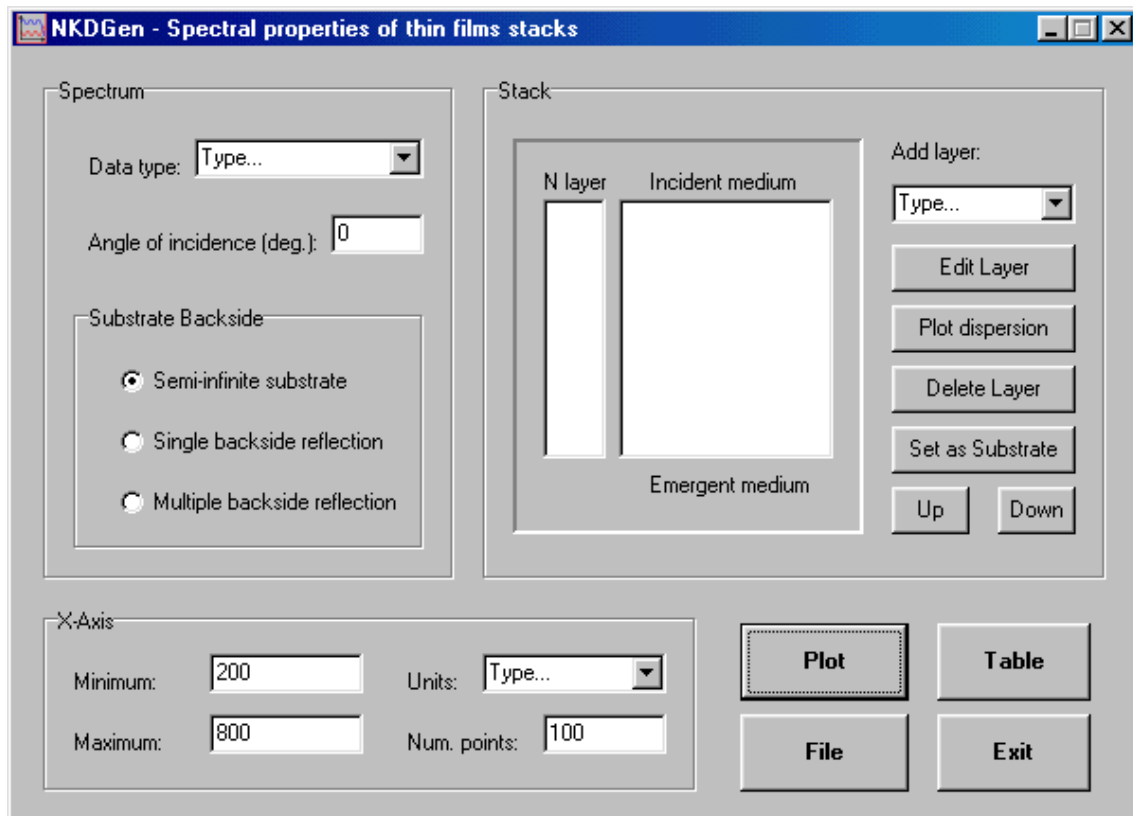 NKDGen - Spectral properties of thin films stacks
Spectrum
Data type: Type...
Angle of incidence (deg.): 0
Substrate Backside
Semi-infinite substrate
Single backside reflection
Multiple backside reflection
Stack
N layer Incident medium
Emergent medium
Add layer:
Type...
Edit Layer
Plot dispersion
Delete Layer
Set as Substrate
Up Down
X-Axis
Minimum: 200 Units: Type...
Maximum: 800 Num. points: 100
Plot Table
File Exit